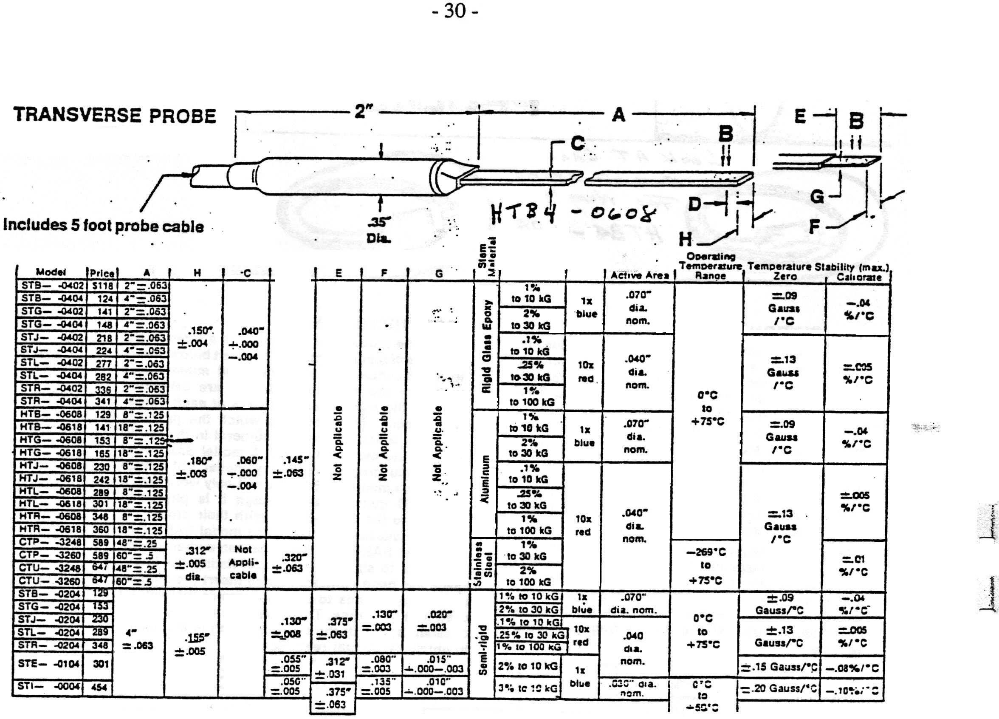 - 30 -
TRANSVERSE PROBE
2" A E B
B
C
G
D
F
H
HTB4 - 0608
.35"
Dia.
Includes 5 foot probe cable
Model Price A H C E F G Stem Material Active Area Operating Temperature Range Temperature Stability (max.) Zero Calibrate
STB— -0402 $118 2" ± .063
STB— -0404 124 4" ± .063
STG— -0402 141 2" ± .063
STG— -0404 148 4" ± .063
STJ— -0402 218 2" ± .063
STJ— -0404 224 4" ± .063
STL— -0402 277 2" ± .063
STL— -0404 282 4" ± .063
STR— -0402 336 2" ± .063
STR— -0404 341 4" ± .063
HTB— -0608 129 8" ± .125
HTB— -0618 141 18" ± .125
HTG— -0608 153 8" ± .125
HTG— -0618 165 18" ± .125
HTJ— -0608 230 8" ± .125
HTJ— -0618 242 18" ± .125
HTL— -0608 289 8" ± .125
HTL— -0618 301 18" ± .125
HTR— -0608 348 8" ± .125
HTR— -0618 360 18" ± .125
CTP— -3248 589 48" ± .25
CTP— -3260 589 60" ± .5
CTU— -3248 647 48" ± .25
CTU— -3260 647 60" ± .5
STB— -0204 129
STG— -0204 153
STJ— -0204 230
STL— -0204 289
STR— -0204 348
STE— -0104 301
STI— -0004 454
4"
± .063
.150"
±.004
.180"
±.003
.312"
±.005
dia.
.155"
±.005
.040"
+.000
—.004
.060"
—.000
—.004
Not
Appli-
cable
.145"
±.063
.320"
±.063
.130"
±.008
.055"
±.005
.050"
±.005
Not Applicable
.375"
±.063
.312"
±.031
.375"
±.063
Not Applicable
.130"
±.003
.080"
±.003
.135"
±.005
Not Applicable
.020"
±.003
.015"
+.000—.003
.010"
+.000—.003
Rigid Glass Epoxy
Aluminum
Stainless Steel
Semi-rigid
1%
to 10 kG
2%
to 30 kG
.1%
to 10 kG
.25%
to 30 kG
1%
to 100 kG
1%
to 10 kG
2%
to 30 kG
.1%
to 10 kG
.25%
to 30 kG
1%
to 100 kG
1%
to 30 kG
2%
to 100 kG
1% to 10 kG
2% to 30 kG
.1% to 10 kG
.25% to 30 kG
1% to 100 kG
2% to 10 kG
3% to 10 kG
1x
blue
10x
red
1x
blue
10x
red
1x
blue
10x
red
1x
blue
.070"
dia.
nom.
.040"
dia.
nom.
.070"
dia.
nom.
.040"
dia.
nom.
.070"
dia. nom.
.040
dia.
nom.
.030" dia.
nom.
0°C
to
+75°C
—269°C
to
+75°C
0°C
to
+75°C
0°C
to
+50°C
±.09
Gauss
/°C
±.13
Gauss
/°C
±.09
Gauss
/°C
±.13
Gauss
/°C
±.09
Gauss/°C
±.13
Gauss/°C
±.15 Gauss/°C
±.20 Gauss/°C
—.04
%/°C
±.005
%/°C
—.04
%/°C
±.005
%/°C
±.01
%/°C
—.04
%/°C
±.005
%/°C
—.08%/°C
—.10%/°C